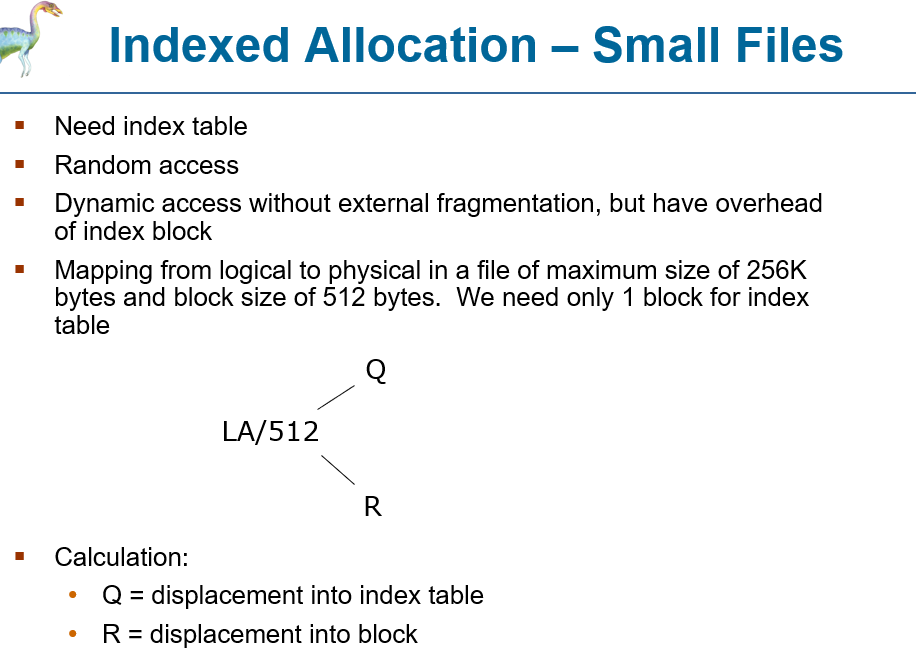 Indexed Allocation – Small Files
▪ Need index table
▪ Random access
▪ Dynamic access without external fragmentation, but have overhead
of index block
▪ Mapping from logical to physical in a file of maximum size of 256K
bytes and block size of 512 bytes.  We need only 1 block for index
table
Q
LA/512
R
▪ Calculation:
• Q = displacement into index table
• R = displacement into block